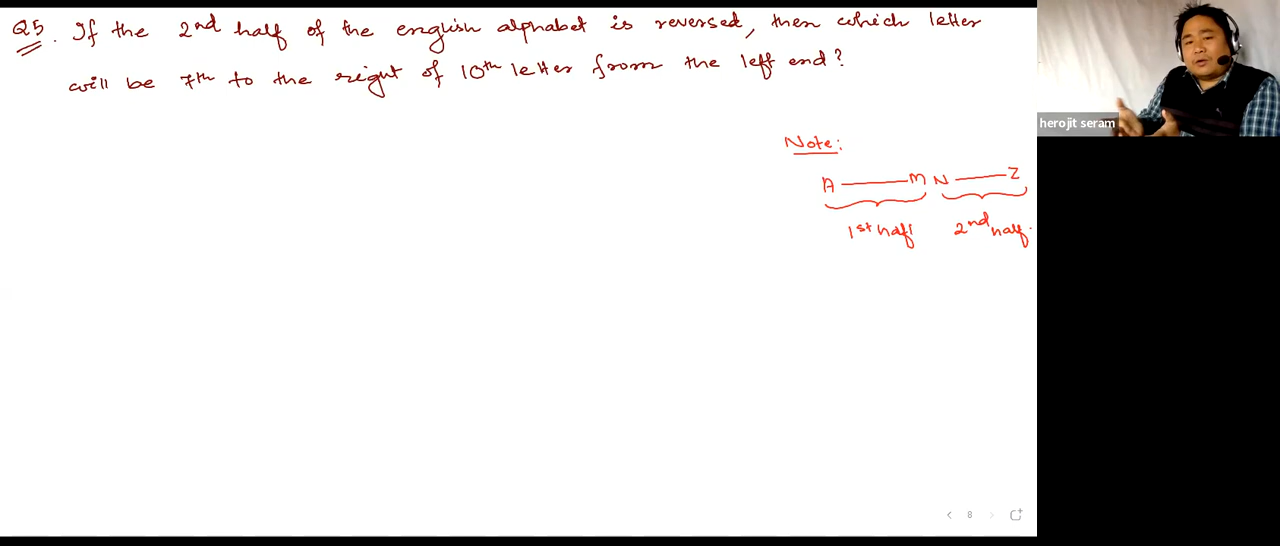 Q5. If the 2nd half of the english alphabet is reversed, then which letter
will be 7th to the right of 10th letter from the left end?
herojit seram
Note:
A M N Z
1st half 2nd half.
8